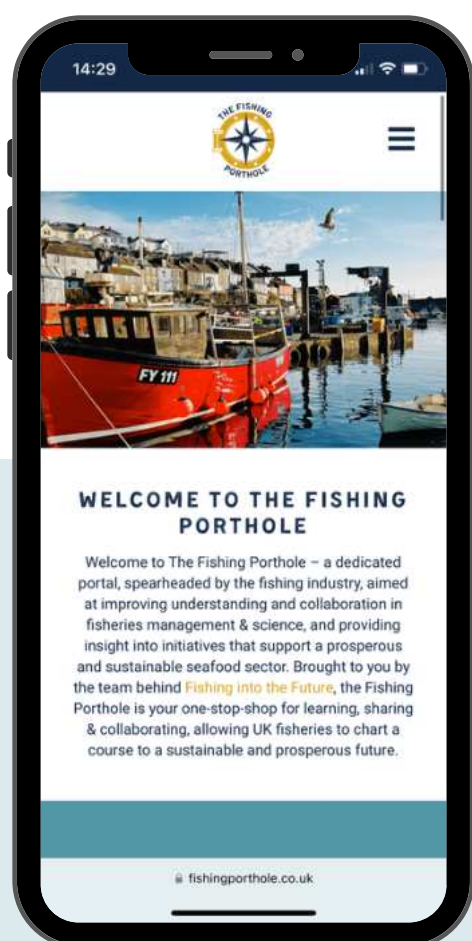 14:29
THE FISHING
PORTHOLE
FY 111
WELCOME TO THE FISHING
PORTHOLE
Welcome to The Fishing Porthole – a dedicated
portal, spearheaded by the fishing industry, aimed
at improving understanding and collaboration in
fisheries management & science, and providing
insight into initiatives that support a prosperous
and sustainable seafood sector. Brought to you by
the team behind Fishing into the Future, the Fishing
Porthole is your one-stop-shop for learning, sharing
& collaborating, allowing UK fisheries to chart a
course to a sustainable and prosperous future.
fishingporthole.co.uk